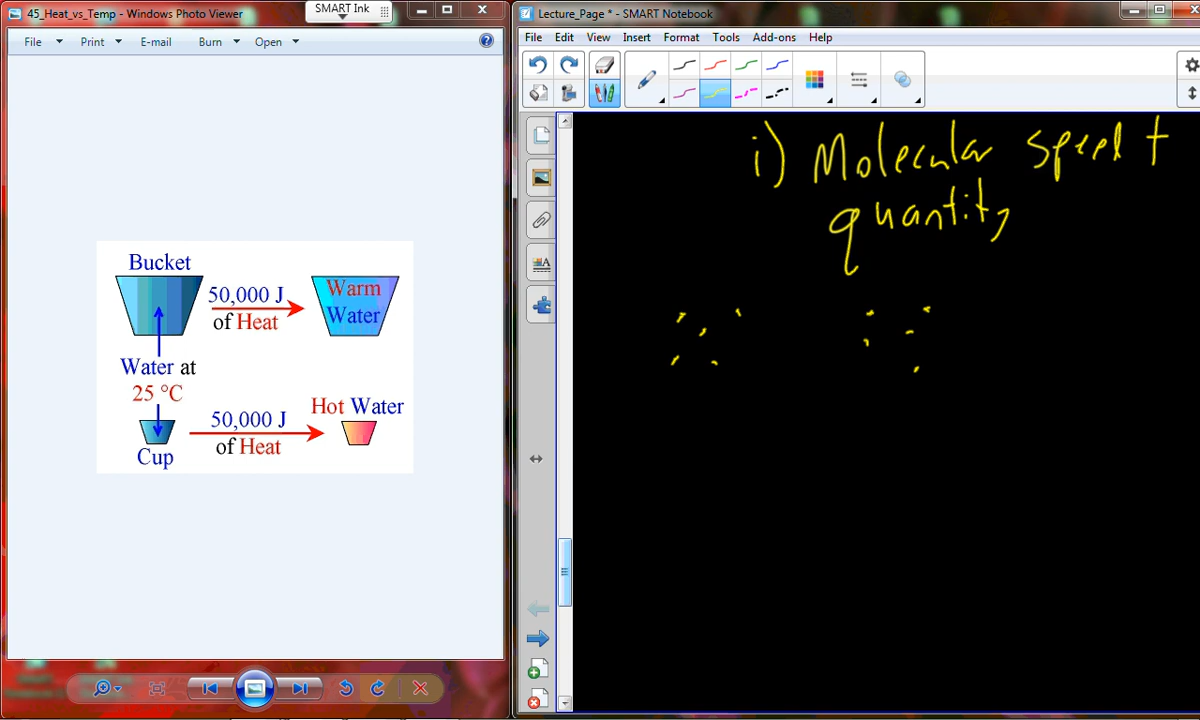 45_Heat_vs_Temp - Windows Photo Viewer
SMART Ink
File Print E-mail Burn Open
Bucket
50,000 J
of Heat
Warm
Water
Water at
25 °C
50,000 J
of Heat
Hot Water
Cup
Lecture_Page * - SMART Notebook
File Edit View Insert Format Tools Add-ons Help
i) Molecular speed +
quantity